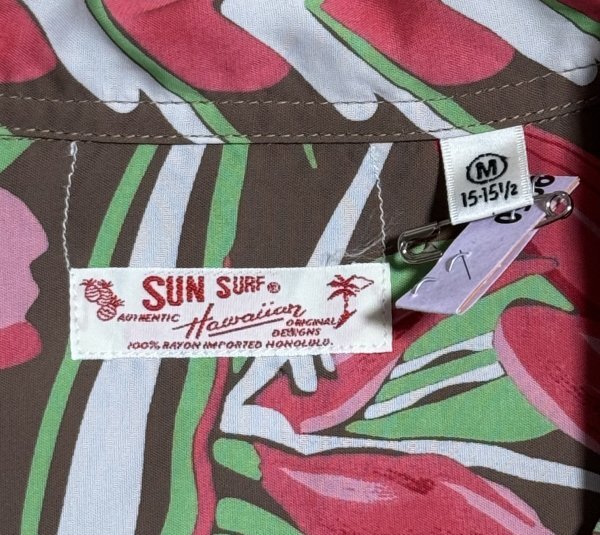 M
15-15½
SUN SURF®
AUTHENTIC Hawaiian ORIGINAL DESIGNS
100% RAYON IMPORTED HONOLULU.